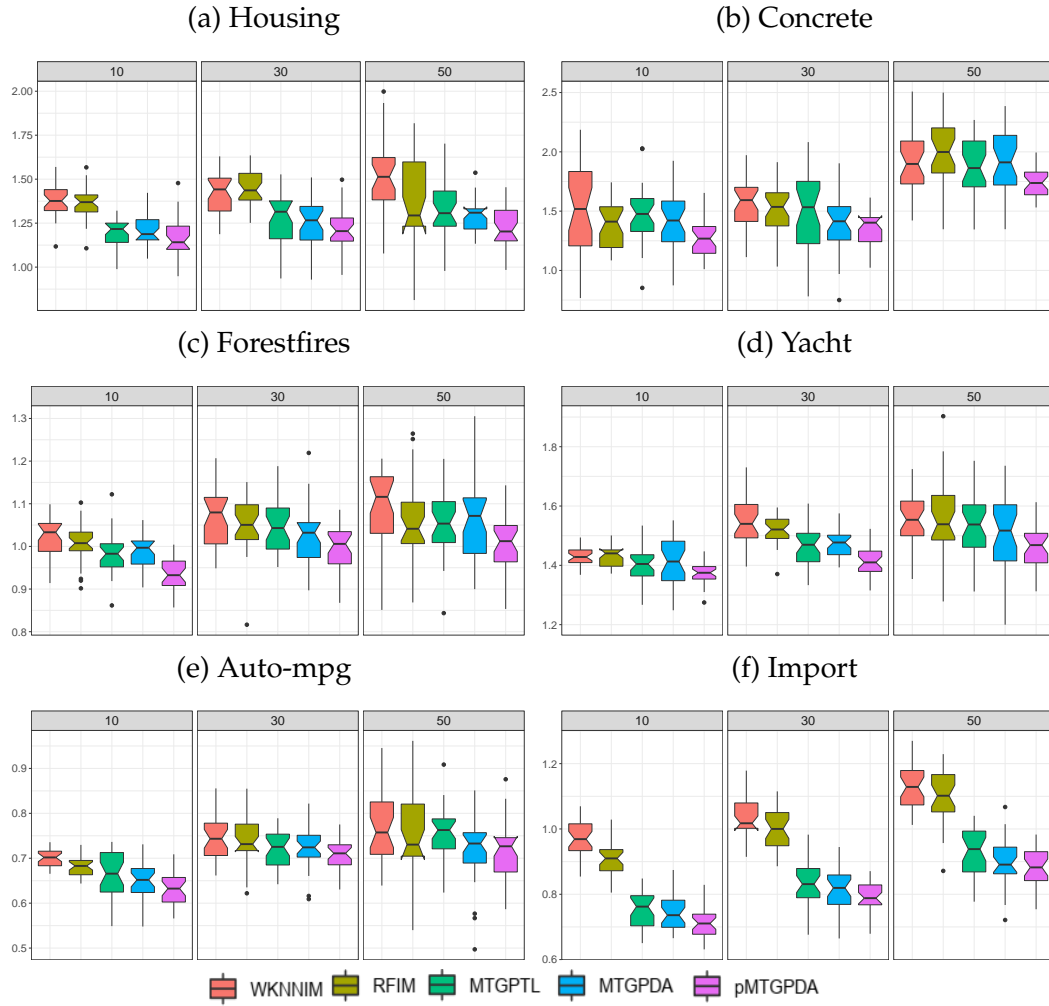 (a) Housing
(b) Concrete
10 30 50
10 30 50
2.00
1.75
1.50
1.25
1.00
2.5
2.0
1.5
1.0
(c) Forestfires
(d) Yacht
10 30 50
10 30 50
1.3
1.2
1.1
1.0
0.9
0.8
1.8
1.6
1.4
1.2
(e) Auto-mpg
(f) Import
10 30 50
10 30 50
0.9
0.8
0.7
0.6
0.5
1.2
1.0
0.8
0.6
WKNNIM RFIM MTGPTL MTGPDA pMTGPDA